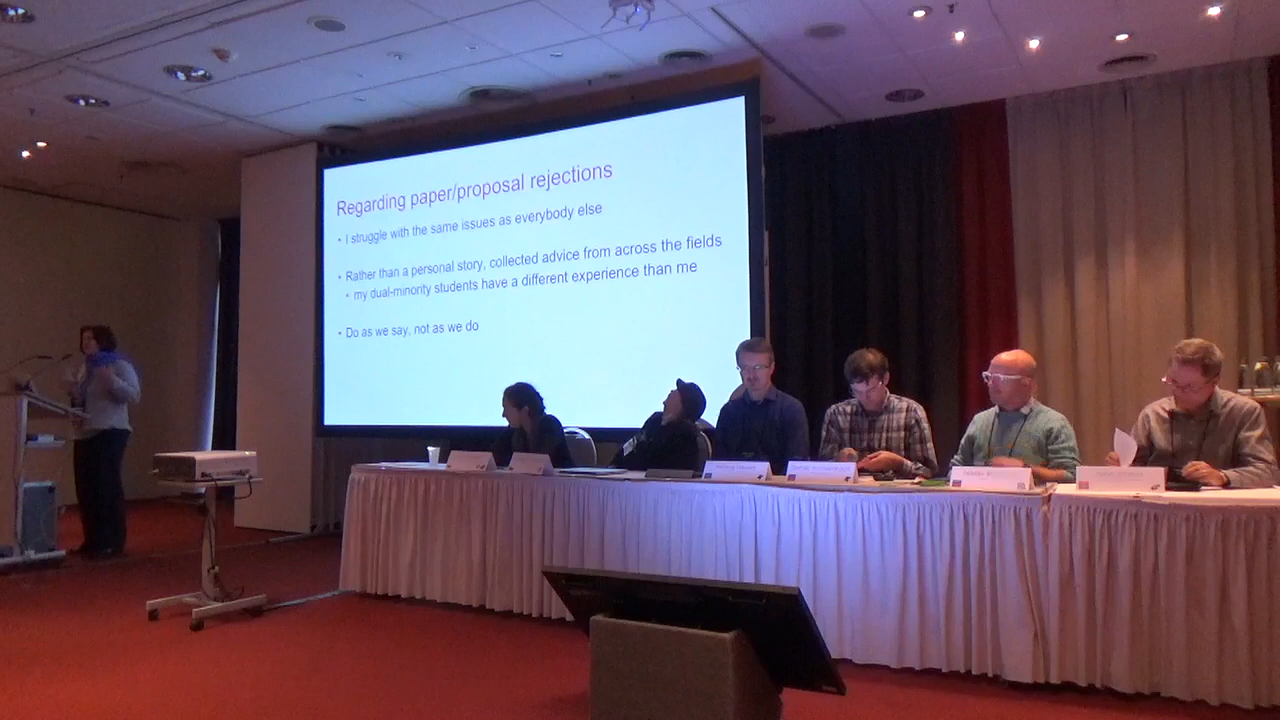 Regarding paper/proposal rejections
• I struggle with the same issues as everybody else
• Rather than a personal story, collected advice from across the fields
• my dual-minority students have a different experience than me
• Do as we say, not as we do